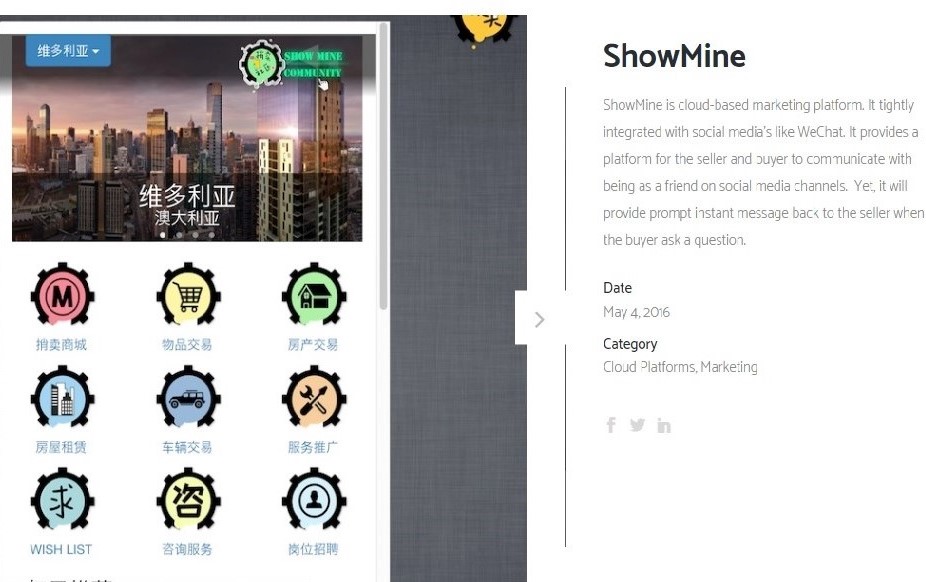 维多利亚
SHOW MINE
COMMUNITY
维多利亚
澳大利亚
捎卖商城
物品交易
房产交易
房屋租赁
车辆交易
服务推广
M
求
咨
WISH LIST
咨询服务
岗位招聘
ShowMine
ShowMine is cloud-based marketing platform. It tightly
integrated with social media's like WeChat. It provides a
platform for the seller and buyer to communicate with
being as a friend on social media channels. Yet, it will
provide prompt instant message back to the seller when
the buyer ask a question.
Date
May 4, 2016
Category
Cloud Platforms, Marketing